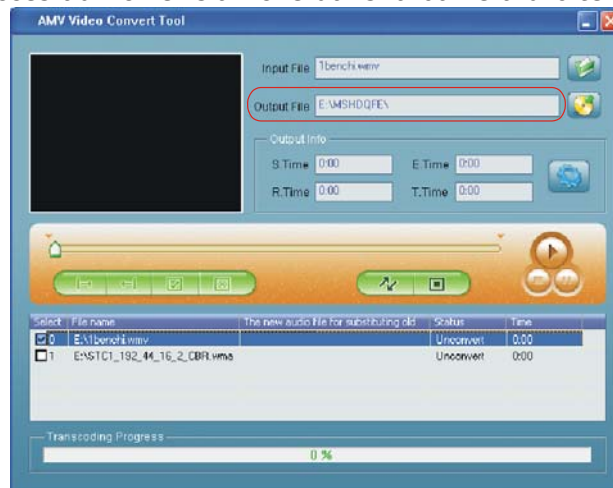 AMV Video Convert Tool
Input File 1benchi.wmv
Output File E:\MSHDQFE\
Output Info
S.Time 0:00 E.Time 0:00
R.Time 0:00 T.Time 0:00
Select File name The new audio file for substituting old Status Time
0 E:\1benchi.wmv Unconvert 0:00
1 E:\STC1_192_44_16_2_CBR.wma Unconvert 0:00
Transcoding Progress
0 %